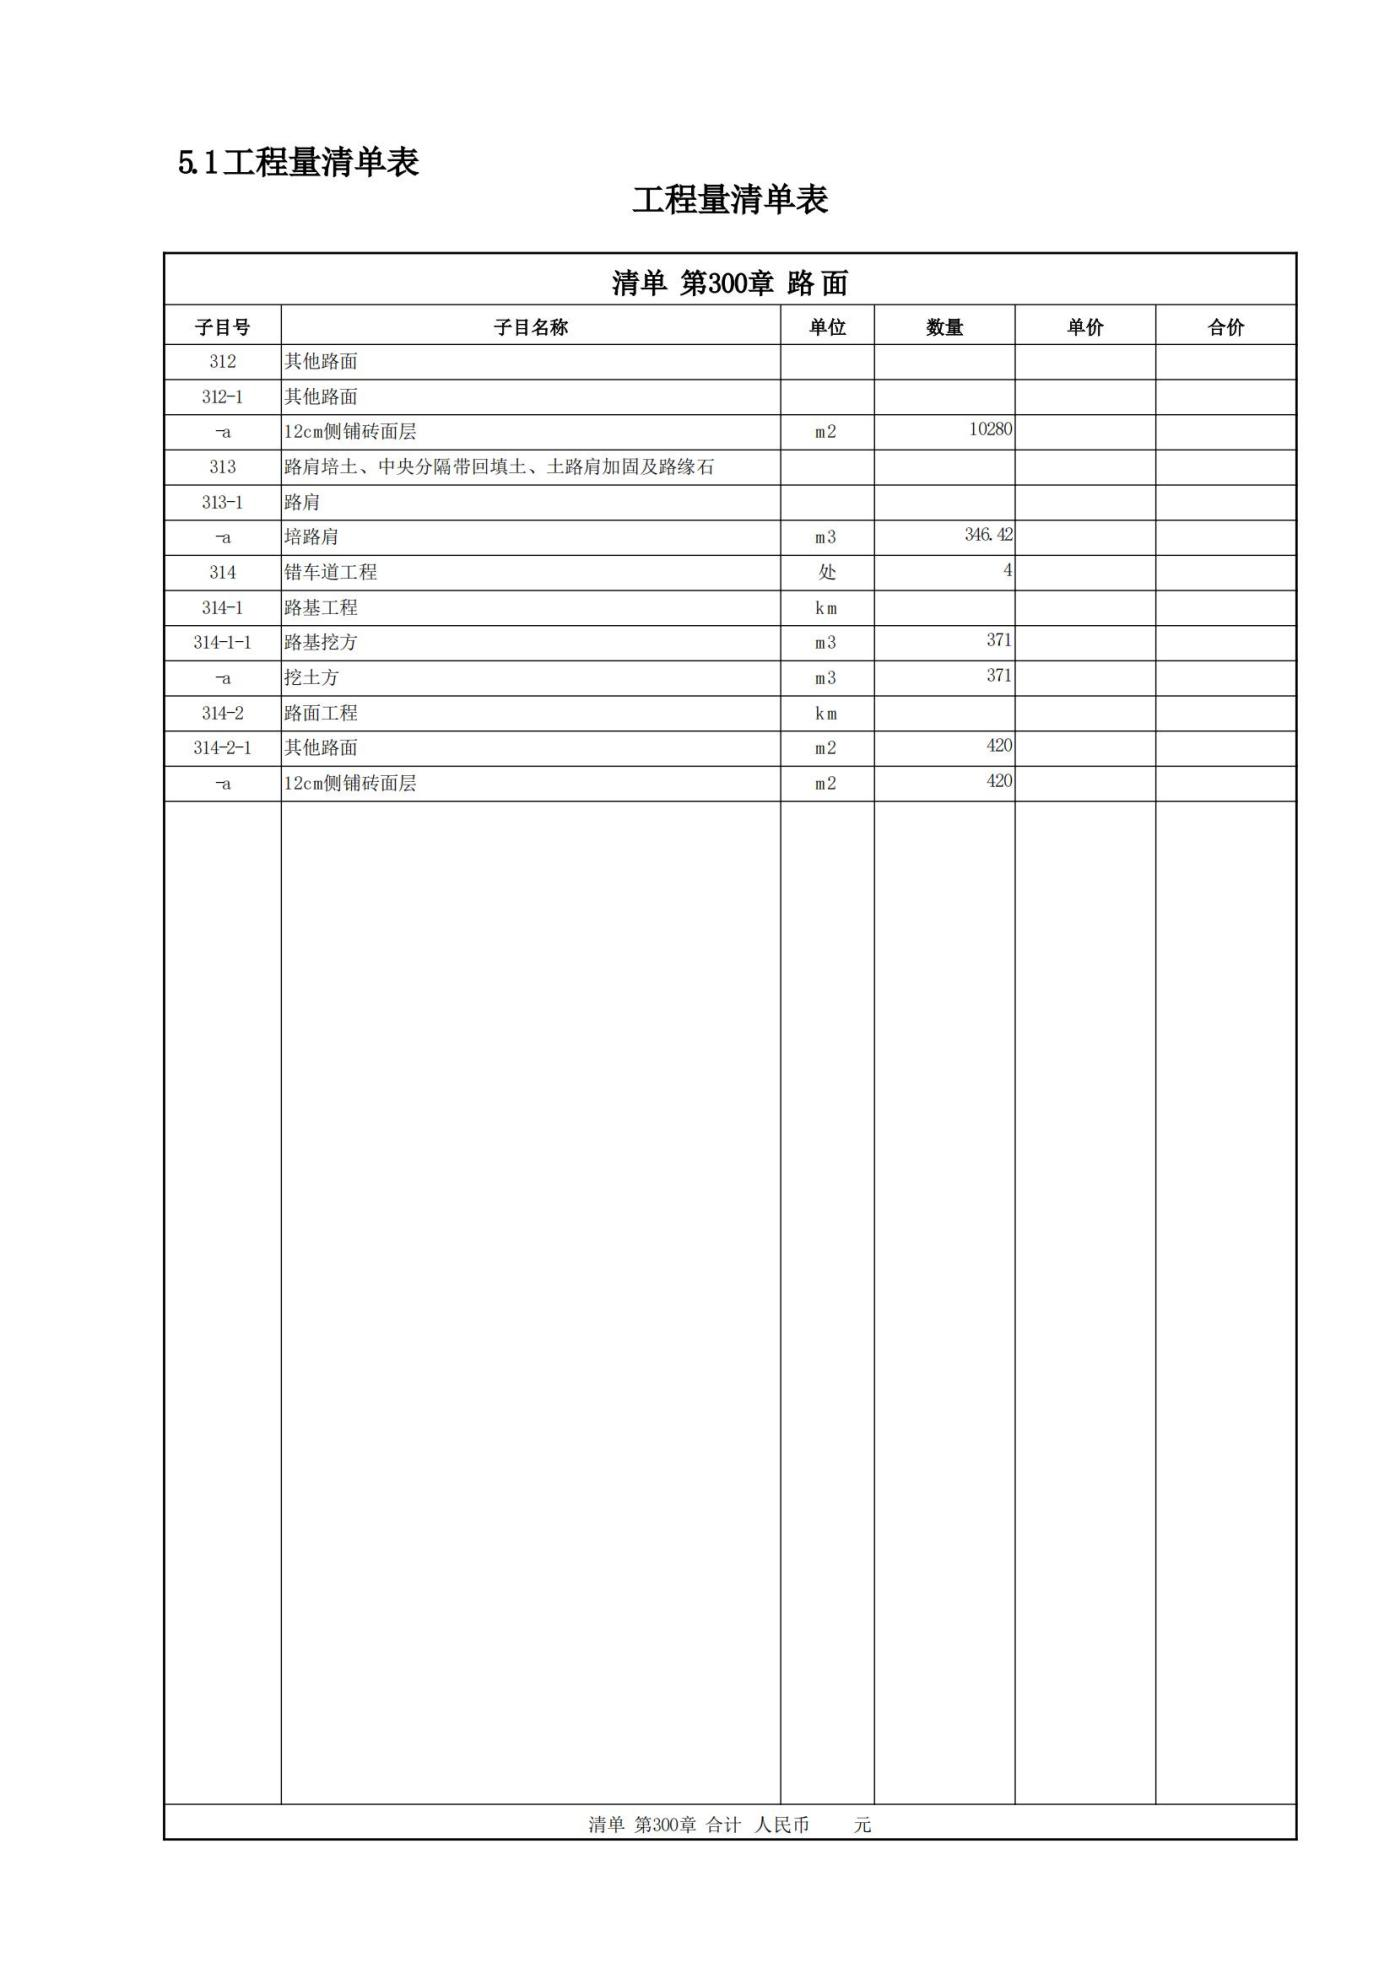 5.1工程量清单表
工程量清单表
清单 第300章 路 面
子目号 子目名称 单位 数量 单价 合价
312 其他路面
312-1 其他路面
-a 12cm侧铺砖面层 m2 10280
313 路肩培土、中央分隔带回填土、土路肩加固及路缘石
313-1 路肩
-a 培路肩 m3 346.42
314 错车道工程 处 4
314-1 路基工程 km
314-1-1 路基挖方 m3 371
-a 挖土方 m3 371
314-2 路面工程 km
314-2-1 其他路面 m2 420
-a 12cm侧铺砖面层 m2 420
清单 第300章 合计 人民币 元